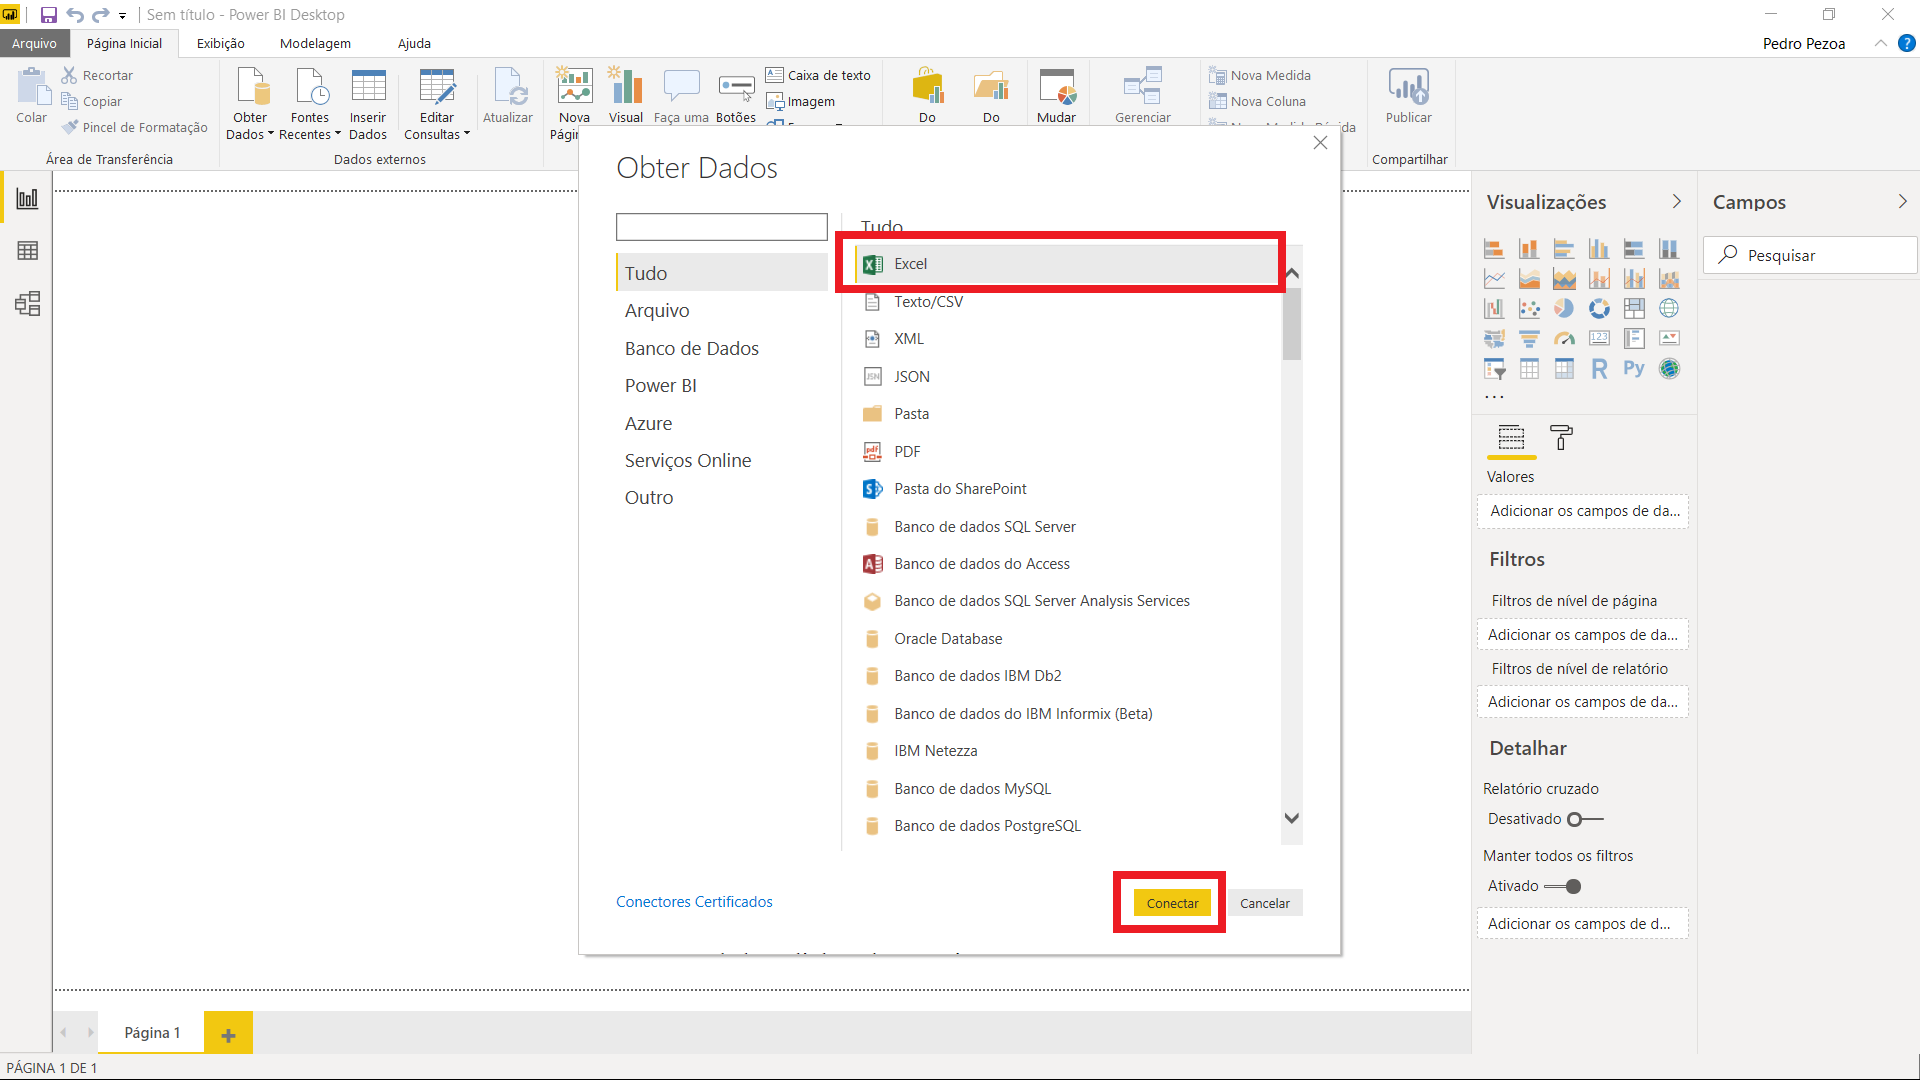 Sem título - Power BI Desktop
Arquivo
Página Inicial
Exibição
Modelagem
Ajuda
Pedro Pezoa
?
Colar
Recortar
Copiar
Pincel de Formatação
Área de Transferência
Obter Dados
Fontes Recentes
Inserir Dados
Editar Consultas
Atualizar
Dados externos
Nova
Visual
Faça uma
Botões
Caixa de texto
Imagem
Do
Do
Mudar
Gerenciar
Nova Medida
Nova Coluna
Publicar
Compartilhar
Obter Dados
Tudo
Arquivo
Banco de Dados
Power BI
Azure
Serviços Online
Outro
Tudo
Excel
Texto/CSV
XML
JSON
Pasta
PDF
Pasta do SharePoint
Banco de dados SQL Server
Banco de dados do Access
Banco de dados SQL Server Analysis Services
Oracle Database
Banco de dados IBM Db2
Banco de dados do IBM Informix (Beta)
IBM Netezza
Banco de dados MySQL
Banco de dados PostgreSQL
Conectores Certificados
Conectar
Cancelar
Visualizações
123
R
Py
...
Valores
Adicionar os campos de da...
Filtros
Filtros de nível de página
Adicionar os campos de da...
Filtros de nível de relatório
Adicionar os campos de da...
Detalhar
Relatório cruzado
Desativado
Manter todos os filtros
Ativado
Adicionar os campos de d...
Campos
Pesquisar
Página 1
+
PÁGINA 1 DE 1